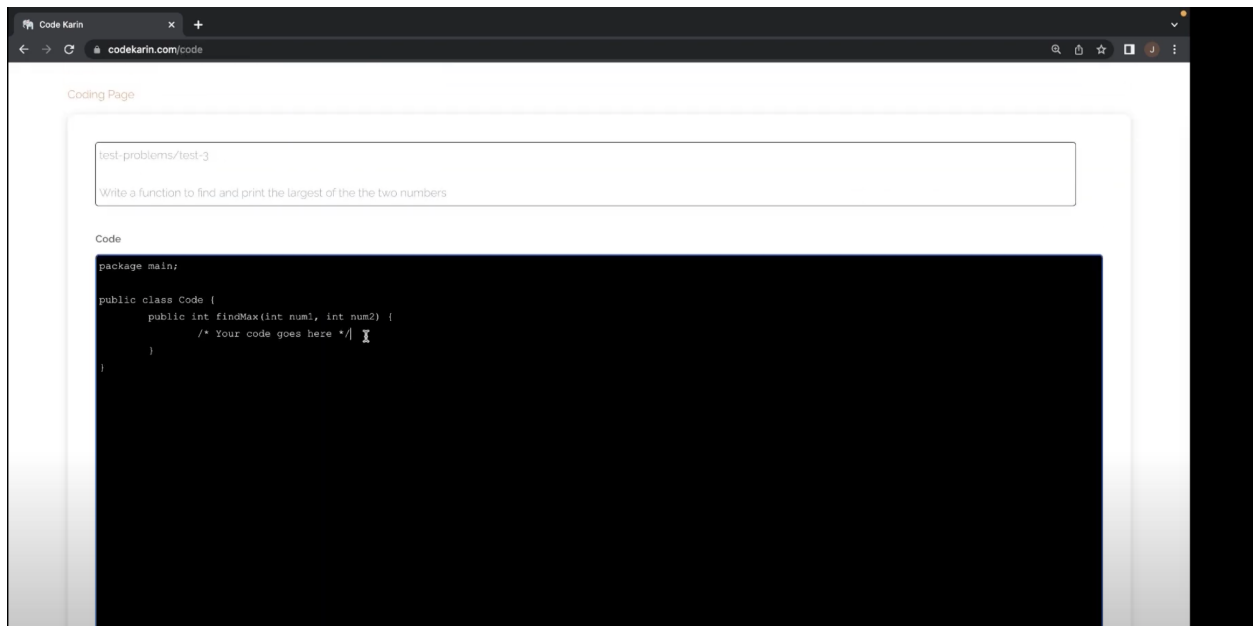 Code Karin
codekarin.com/code
J
Coding Page
test-problems/test-3
Write a function to find and print the largest of the the two numbers
Code
package main;
public class Code {
public int findMax(int num1, int num2) {
/* Your code goes here */
}
}